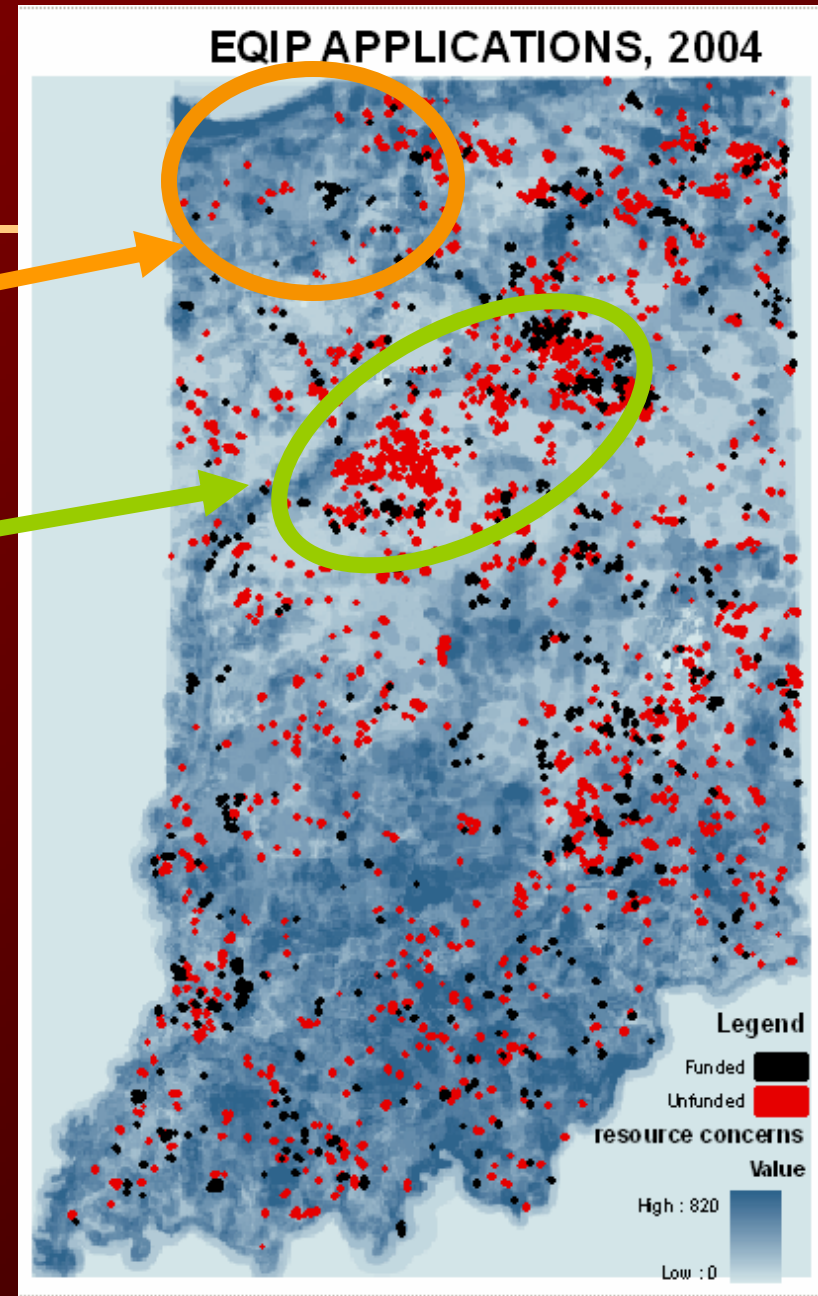 EQIP APPLICATIONS, 2004
Legend
Funded
Unfunded
resource concerns
Value
High : 820
Low : 0